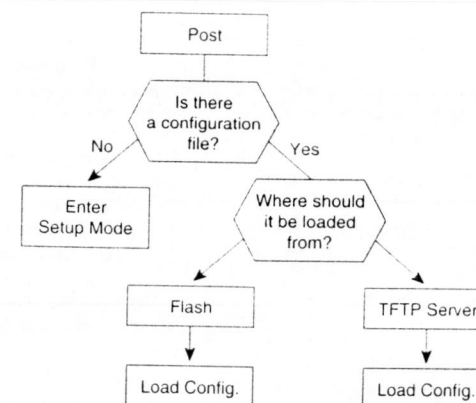 Post
Is there
a configuration
file?
No
Yes
Enter
Setup Mode
Where should
it be loaded
from?
Flash
TFTP Server
Load Config.
Load Config.